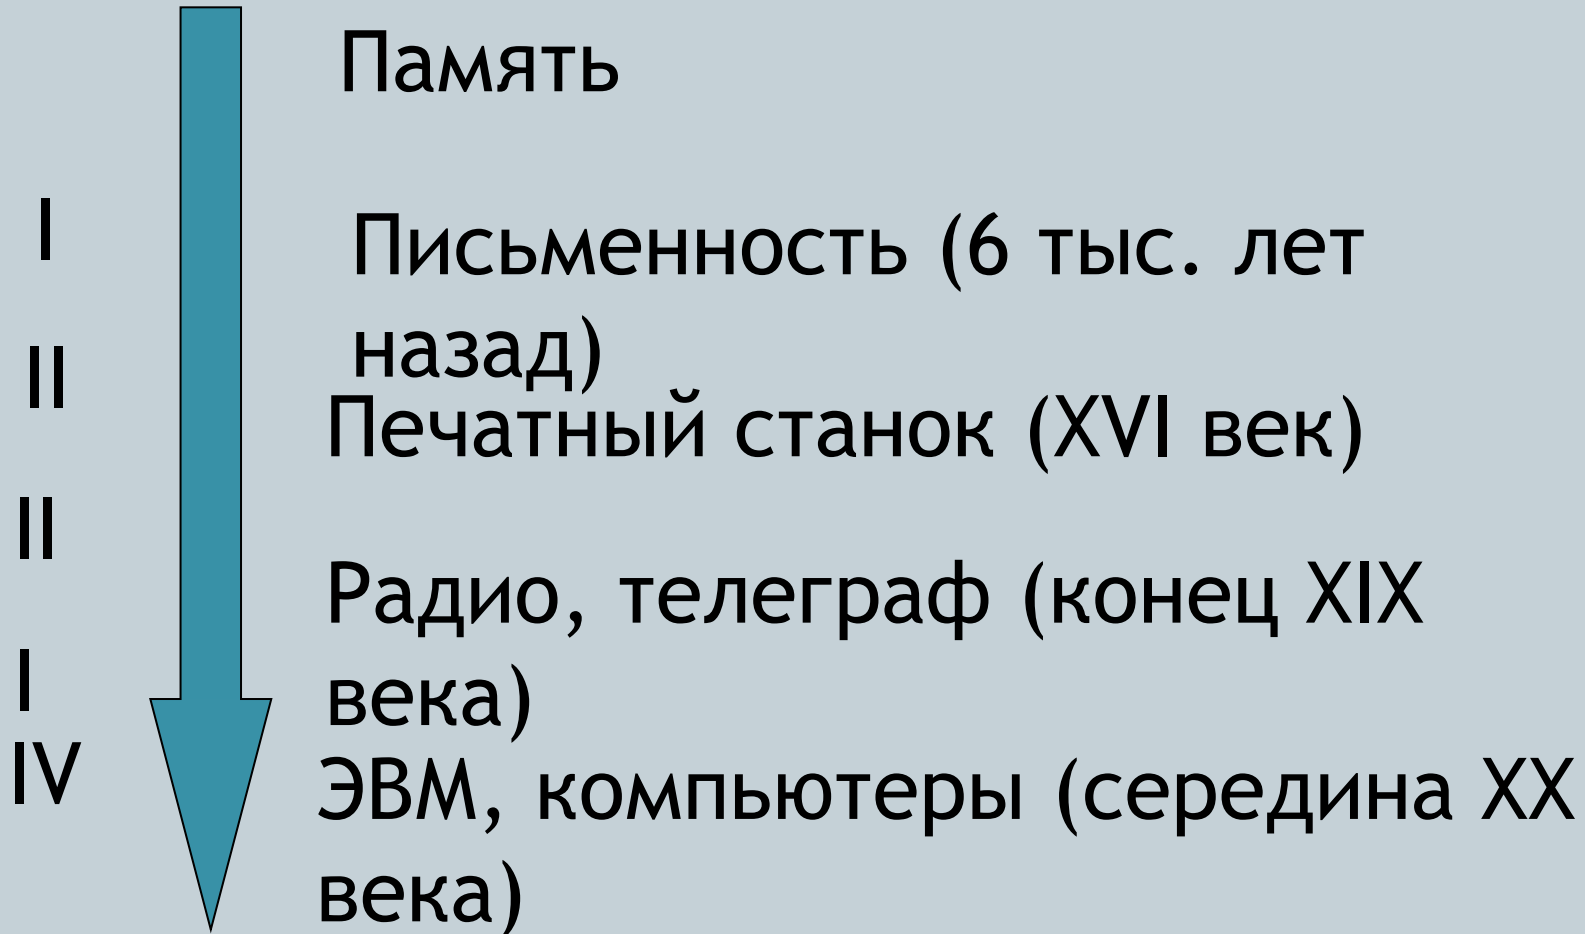 Память
I
Письменность (6 тыс. лет
назад)
II
Печатный станок (XVI век)
II
I
Радио, телеграф (конец XIX
века)
IV
ЭВМ, компьютеры (середина XX
века)